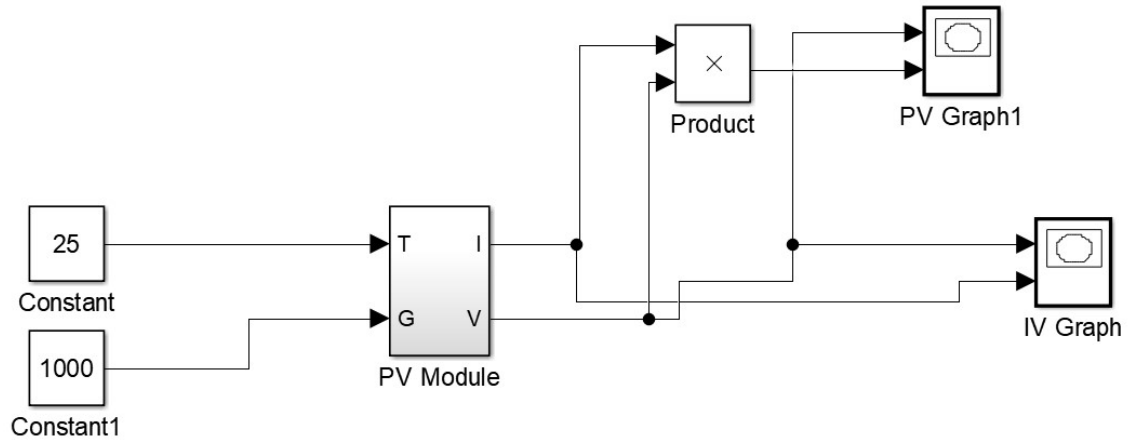 ×
Product
PV Graph1
25
Constant
T
I
G
V
PV Module
IV Graph
1000
Constant1